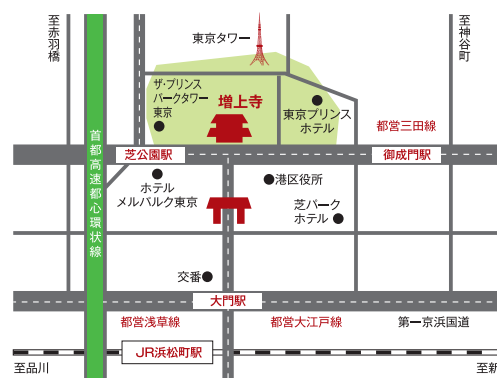 至赤羽橋
至神谷町
東京タワー
ザ・プリンス
パークタワー
東京
増上寺
東京プリンス
ホテル
都営三田線
首都高速都心環状線
芝公園駅
御成門駅
ホテル
メルパルク東京
港区役所
芝パーク
ホテル
交番
大門駅
都営浅草線
都営大江戸線
第一京浜国道
JR浜松町駅
至品川
至新